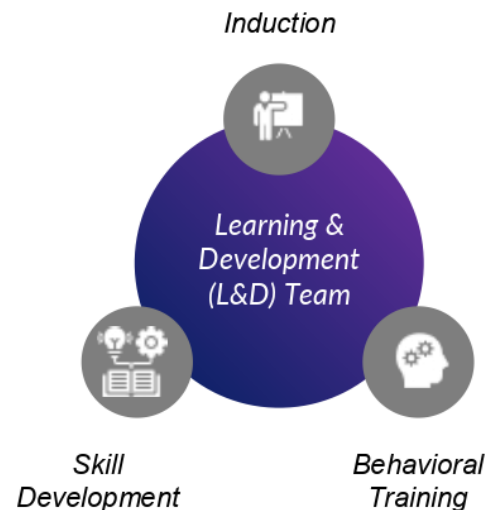 Induction
Learning &
Development
(L&D) Team
Skill
Development
Behavioral
Training